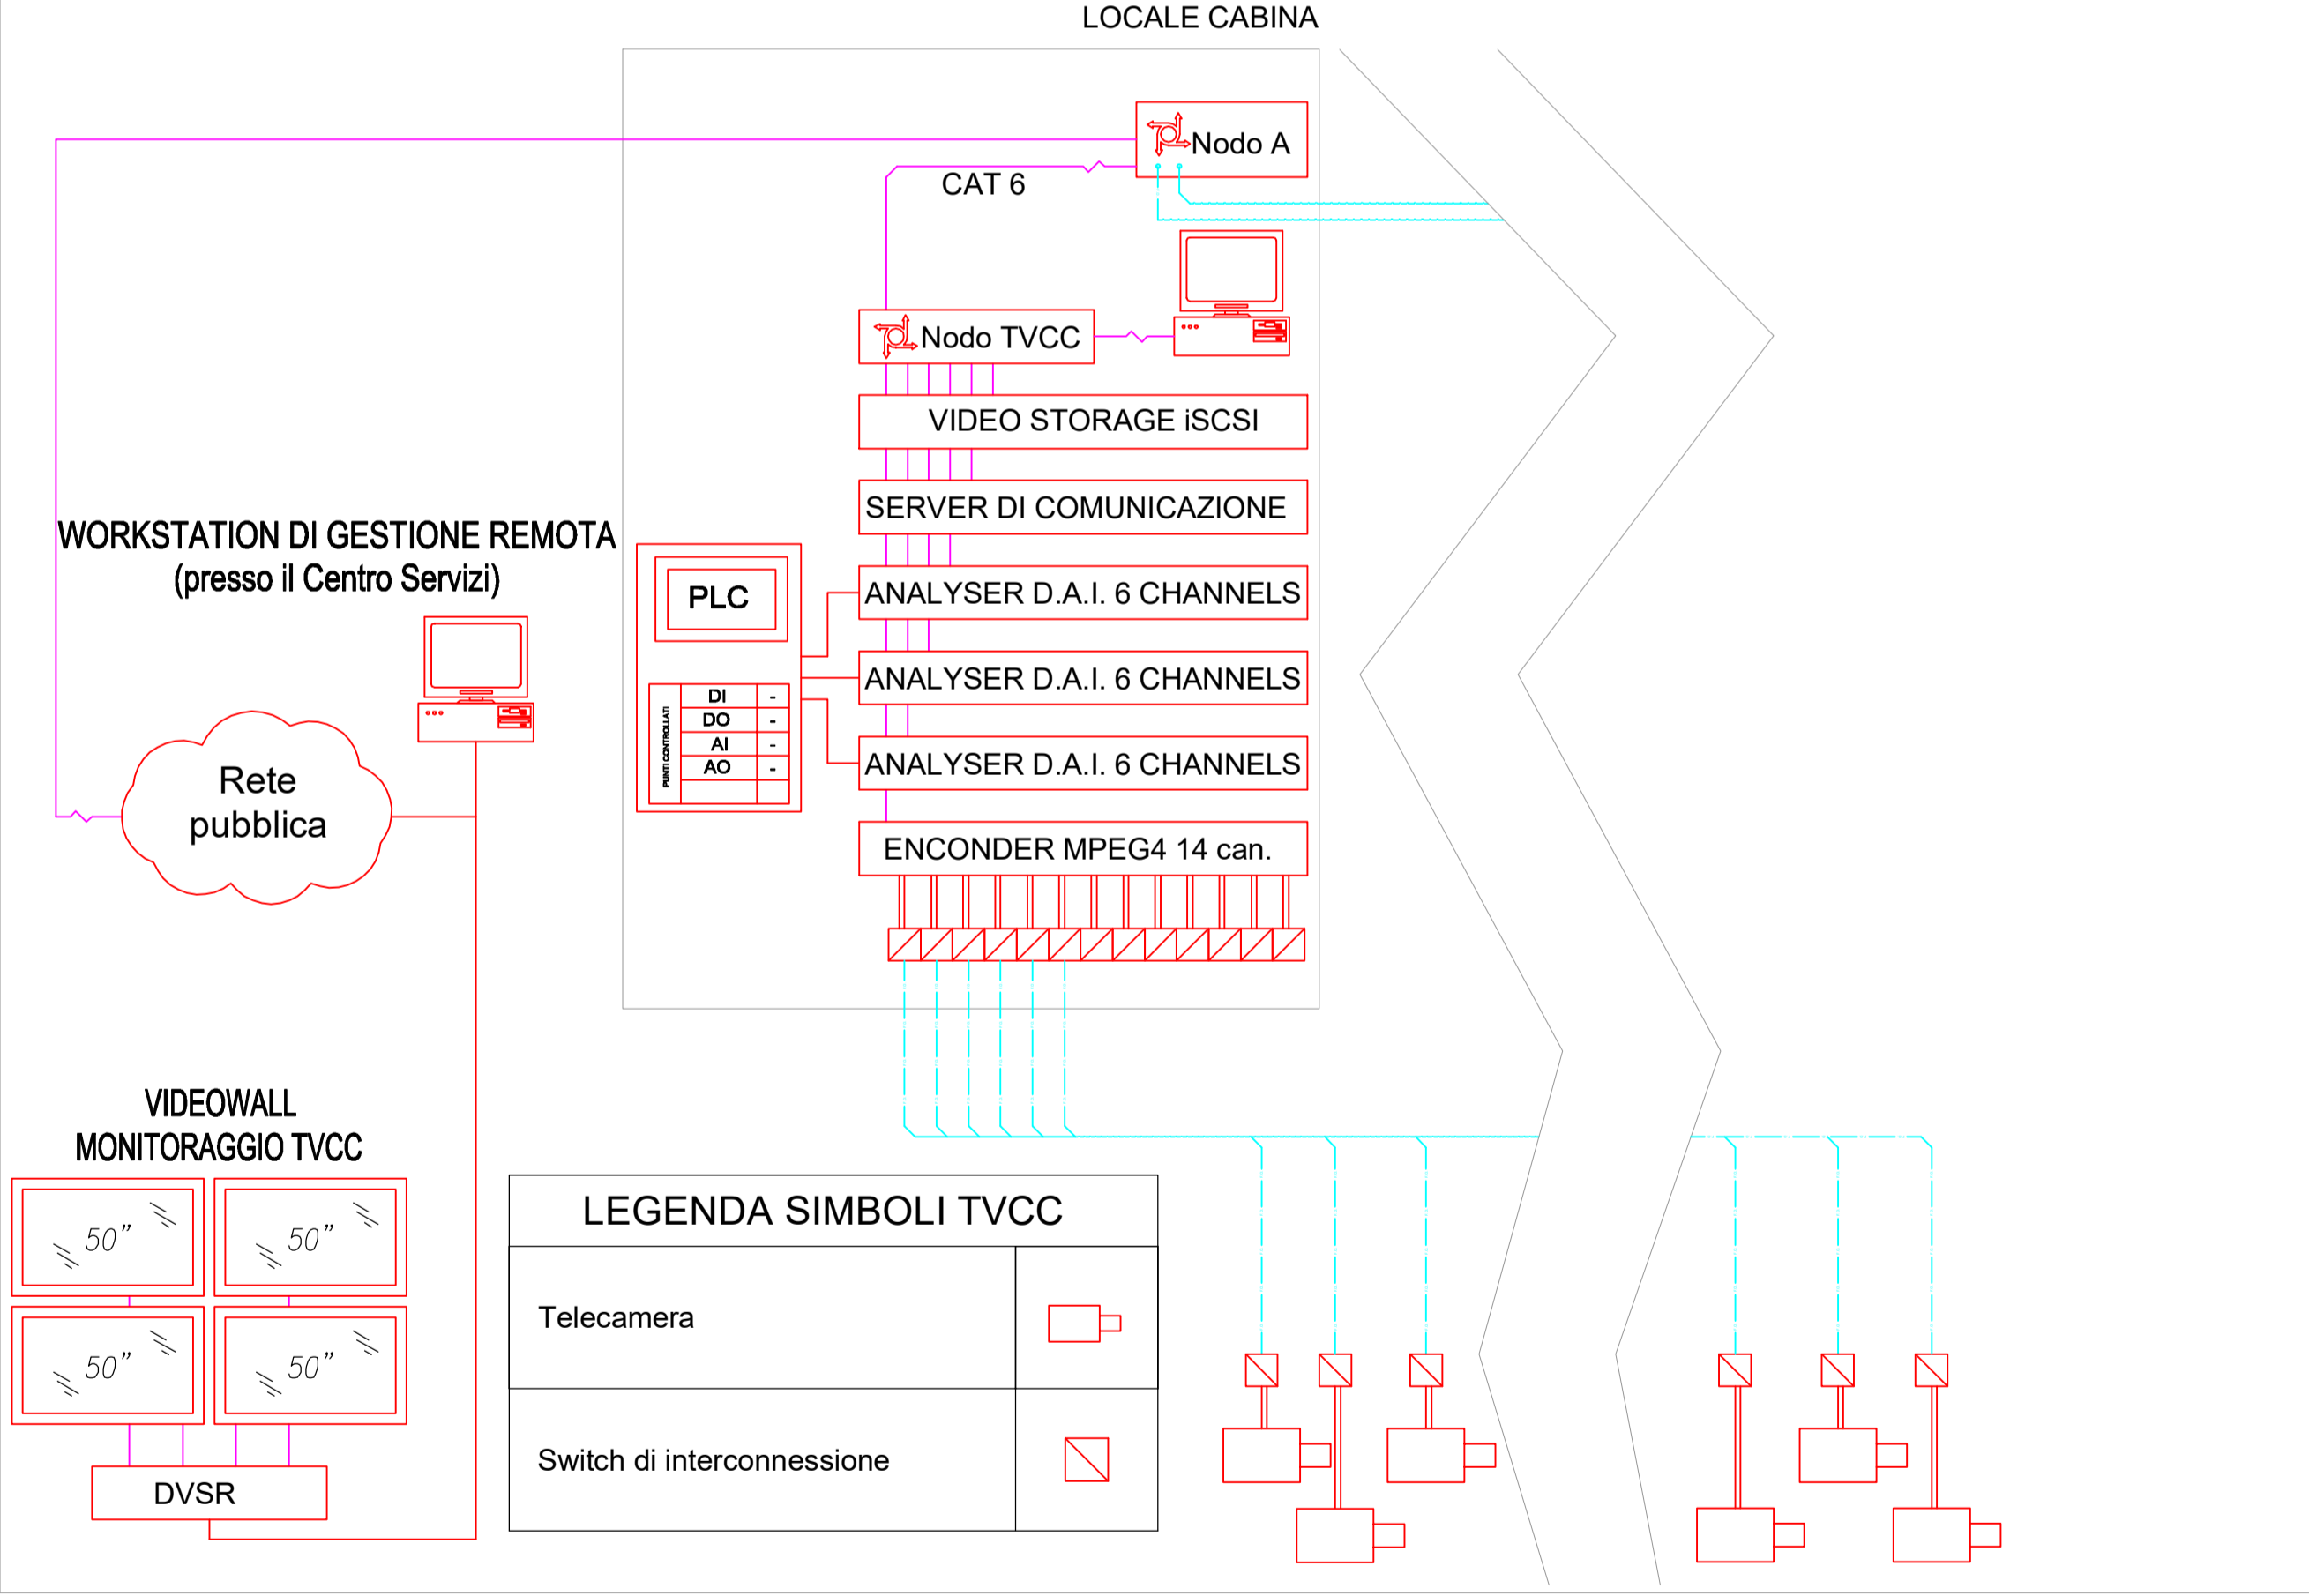 LOCALE CABINA
Nodo A
CAT 6
Nodo TVCC
VIDEO STORAGE iSCSI
SERVER DI COMUNICAZIONE
WORKSTATION DI GESTIONE REMOTA
(presso il Centro Servizi)
PLC
ANALYSER D.A.I. 6 CHANNELS
ANALYSER D.A.I. 6 CHANNELS
ANALYSER D.A.I. 6 CHANNELS
PUNTI CONTROLLATI
DI -
DO -
AI -
AO -
Rete
pubblica
ENCONDER MPEG4 14 can.
VIDEOWALL
MONITORAGGIO TVCC
50”
50”
50”
50”
DVSR
LEGENDA SIMBOLI TVCC
Telecamera
Switch di interconnessione